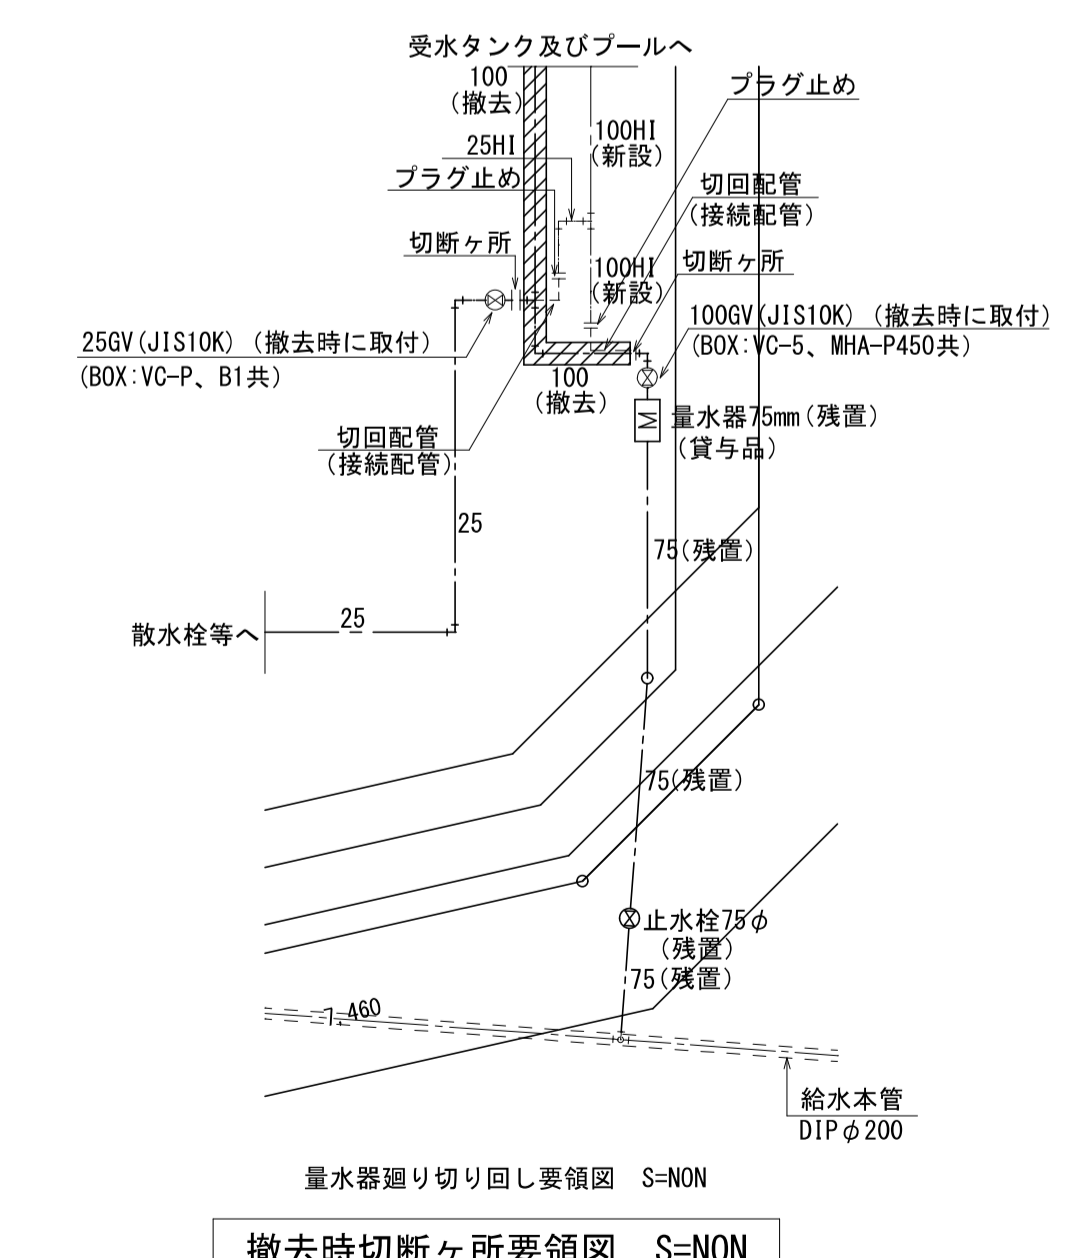 受水タンク及びプールへ
100
(撤去)
プラグ止め
100HI
(新設)
25HI
プラグ止め
切回配管
(接続配管)
切断ヶ所
切断ヶ所
100HI
(新設)
100GV(JIS10K)(撤去時に取付)
(BOX:VC-5、MHA-P450共)
25GV(JIS10K)(撤去時に取付)
(BOX:VC-P、B1共)
100
(撤去)
M
量水器75mm(残置)
(貸与品)
切回配管
(接続配管)
25
75(残置)
25
散水栓等へ
75(残置)
止水栓75φ
(残置)
75(残置)
7,460
給水本管
DIPφ200
量水器廻り切り回し要領図 S=NON
撤去時切断ヶ所要領図 S=NON